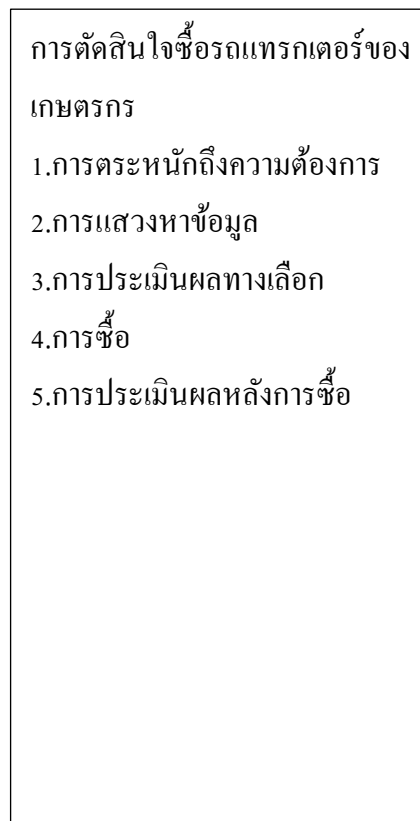 การตัดสินใจซื้อรถแทรกเตอร์ของ
เกษตรกร
1.การตระหนักถึงความต้องการ
2.การแสวงหาข้อมูล
3.การประเมินผลทางเลือก
4.การซื้อ
5.การประเมินผลหลังการซื้อ